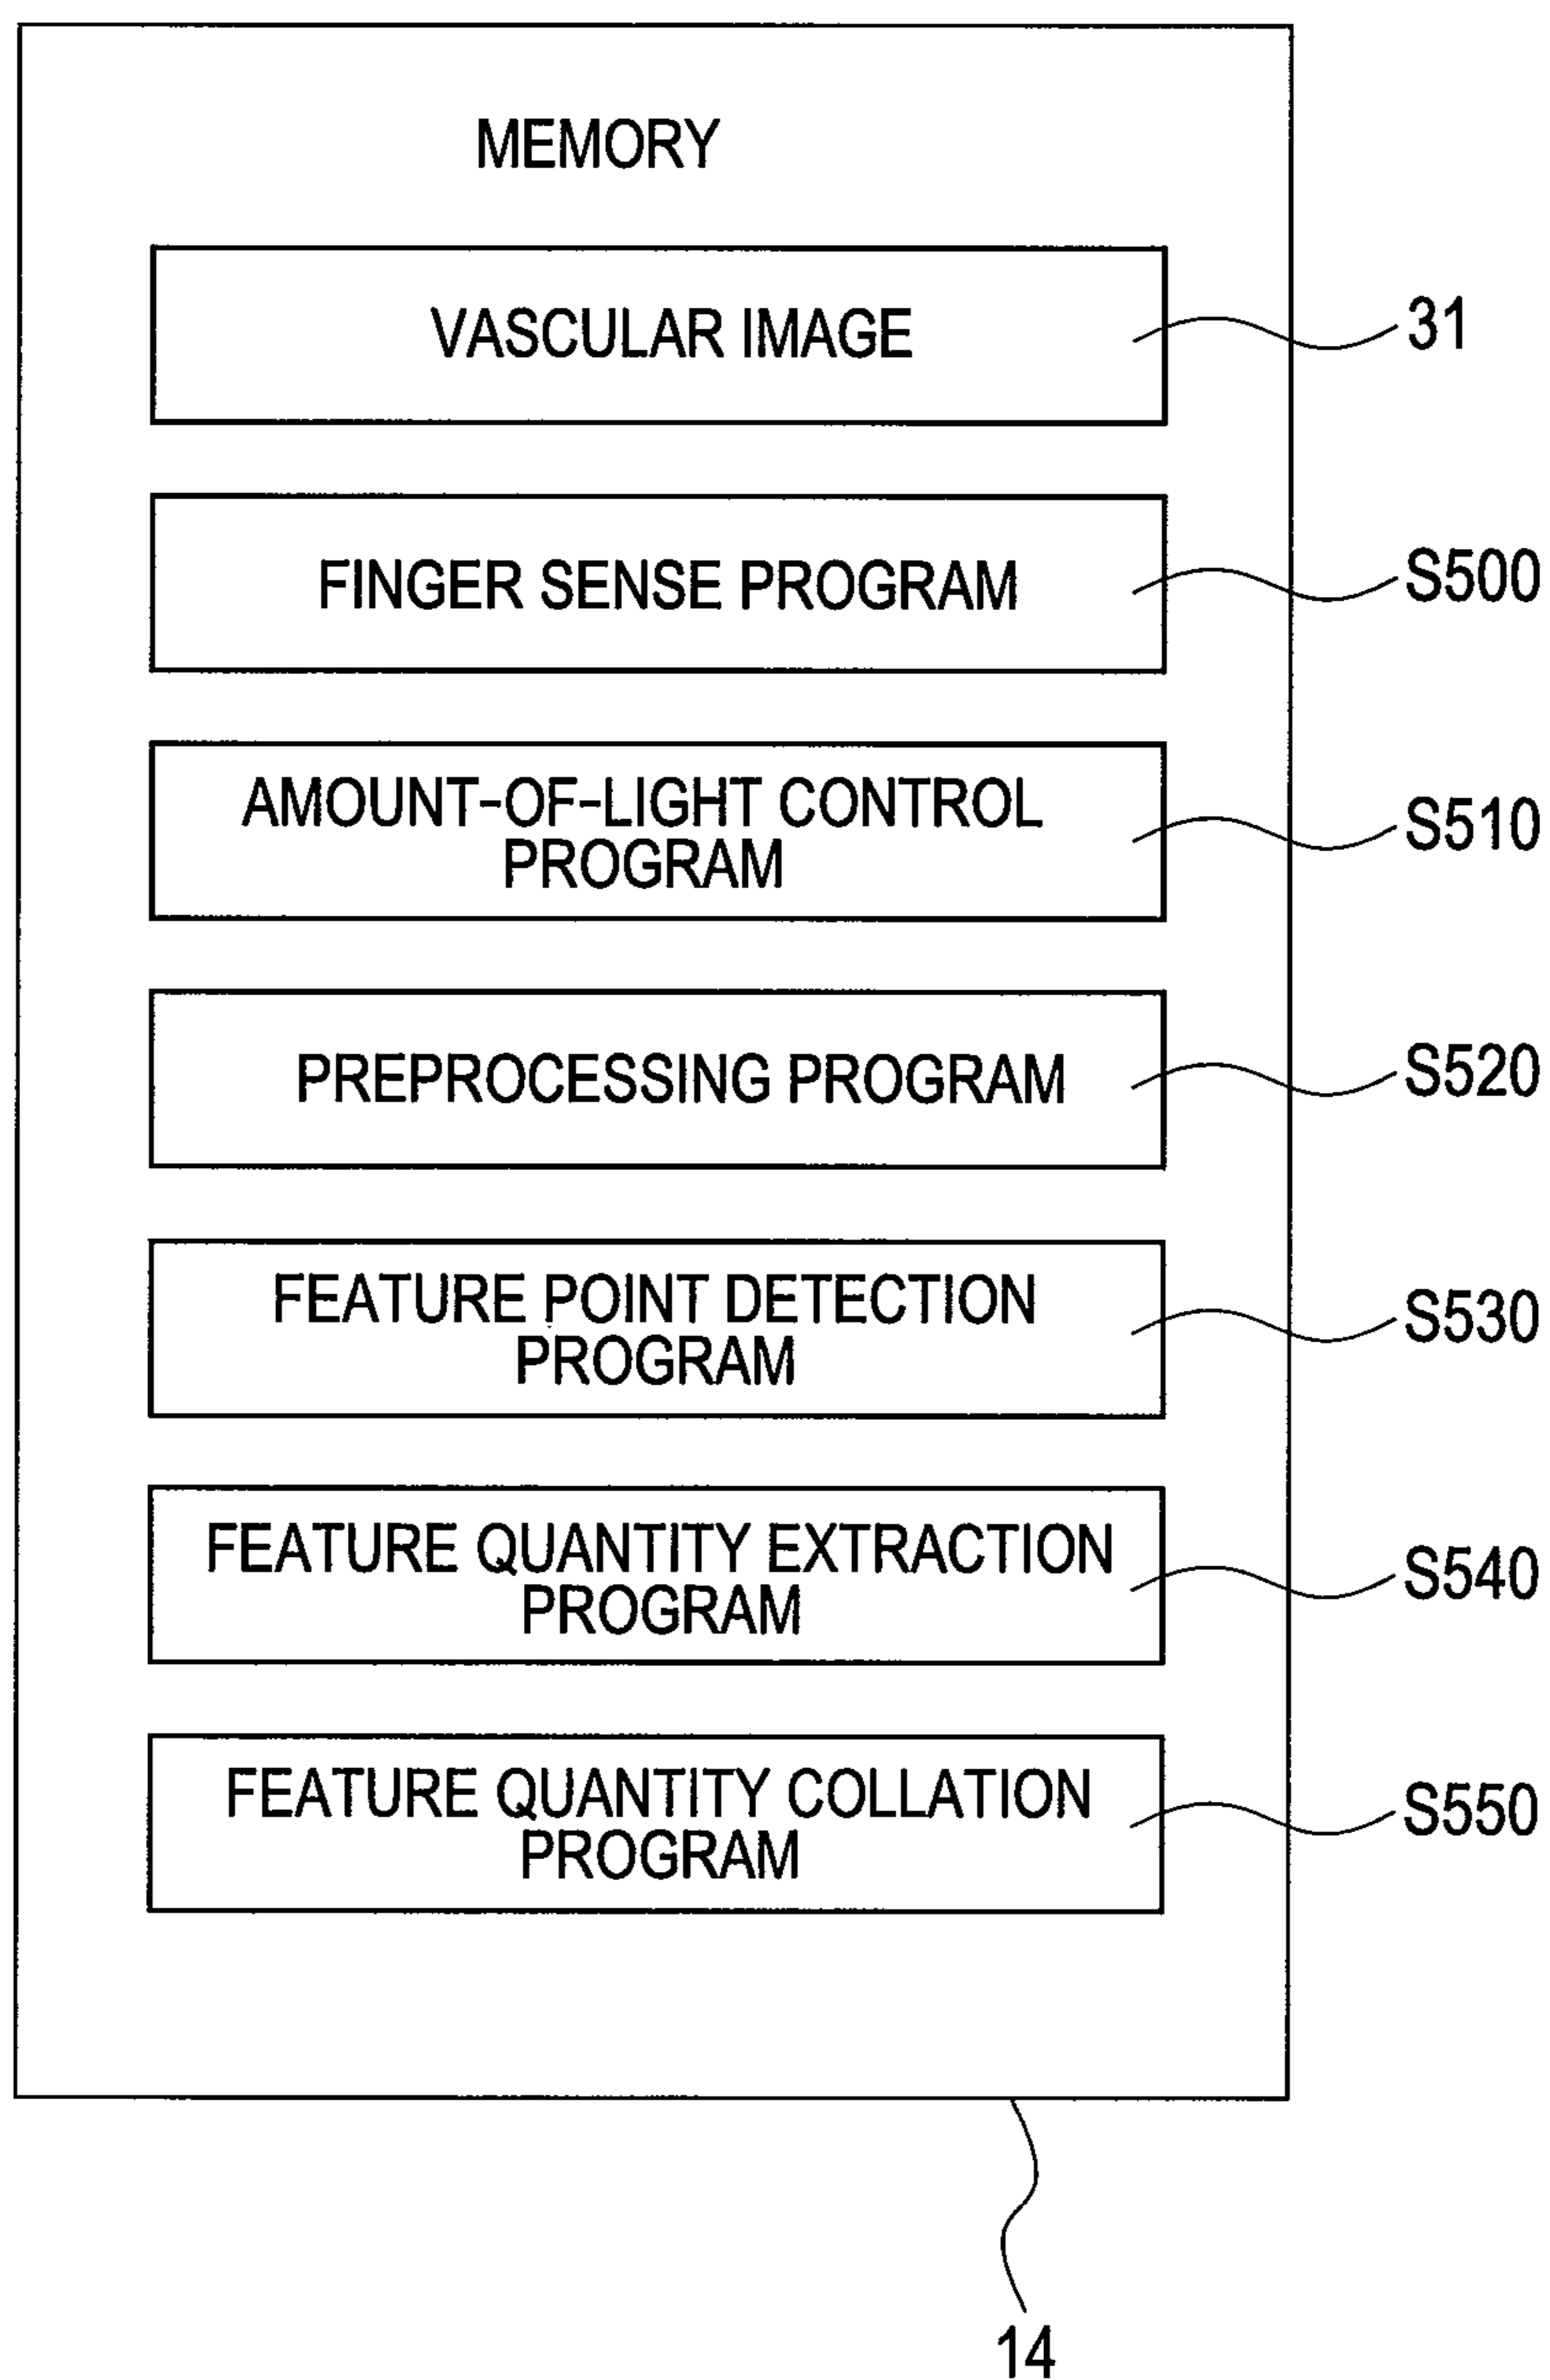 MEMORY
VASCULAR IMAGE
31
FINGER SENSE PROGRAM
S500
AMOUNT-OF-LIGHT CONTROL
PROGRAM
S510
PREPROCESSING PROGRAM
S520
FEATURE POINT DETECTION
PROGRAM
S530
FEATURE QUANTITY EXTRACTION
PROGRAM
S540
FEATURE QUANTITY COLLATION
PROGRAM
S550
14